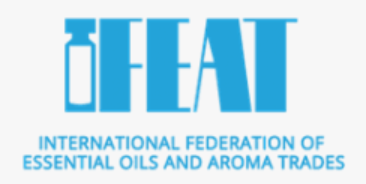 iFEAT
INTERNATIONAL FEDERATION OF
ESSENTIAL OILS AND AROMA TRADES